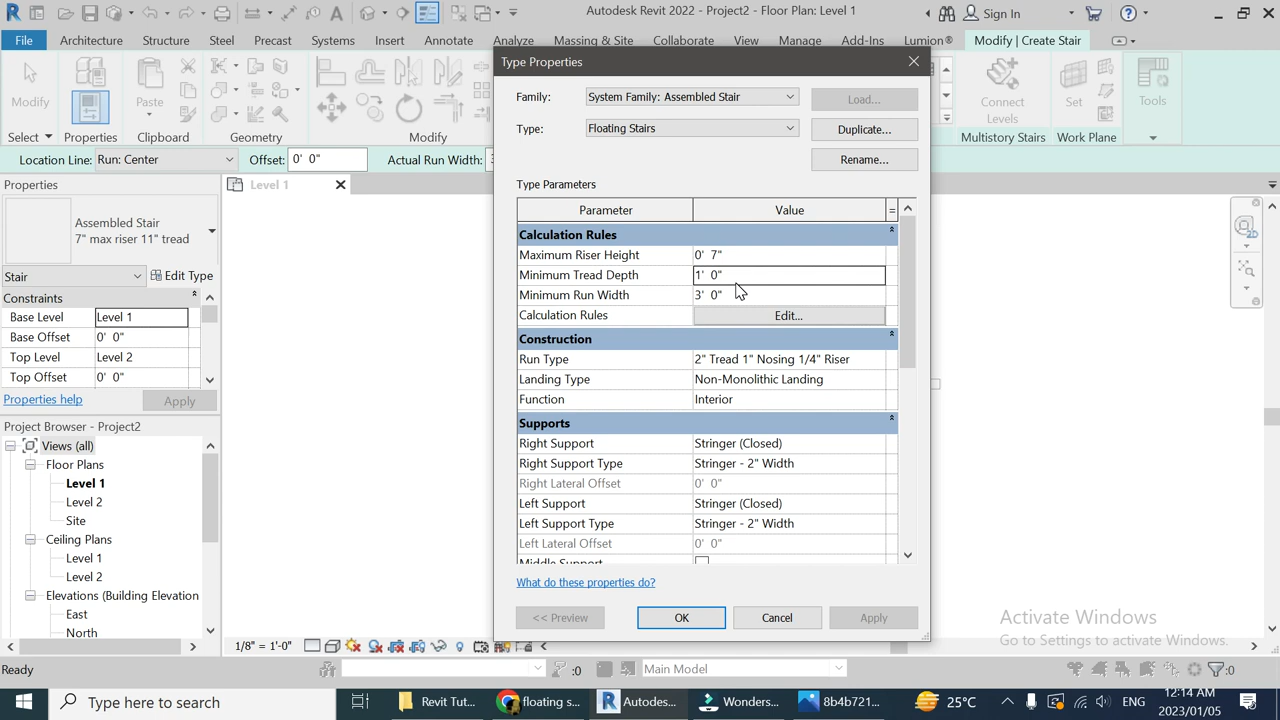 Autodesk Revit 2022 - Project2 - Floor Plan: Level 1
Sign In
File Architecture Structure Steel Precast Systems Insert Annotate Analyze Massing & Site Collaborate View Manage Add-Ins Lumion® Modify | Create Stair
Modify Paste Connect Levels Set Tools
Select Properties Clipboard Geometry Modify Multistory Stairs Work Plane
Location Line: Run: Center Offset: 0' 0" Actual Run Width:
Properties
Level 1
Assembled Stair
7" max riser 11" tread
Stair Edit Type
Constraints
Base Level Level 1
Base Offset 0' 0"
Top Level Level 2
Top Offset 0' 0"
Properties help Apply
Project Browser - Project2
Views (all)
Floor Plans
Level 1
Level 2
Site
Ceiling Plans
Level 1
Level 2
Elevations (Building Elevation
East
North
Type Properties
Family: System Family: Assembled Stair Load...
Type: Floating Stairs Duplicate...
Rename...
Type Parameters
Parameter Value =
Calculation Rules
Maximum Riser Height 0' 7"
Minimum Tread Depth 1' 0"
Minimum Run Width 3' 0"
Calculation Rules Edit...
Construction
Run Type 2" Tread 1" Nosing 1/4" Riser
Landing Type Non-Monolithic Landing
Function Interior
Supports
Right Support Stringer (Closed)
Right Support Type Stringer - 2" Width
Right Lateral Offset 0' 0"
Left Support Stringer (Closed)
Left Support Type Stringer - 2" Width
Left Lateral Offset 0' 0"
Middle Support
What do these properties do?
<< Preview OK Cancel Apply
Activate Windows
Go to Settings to activate Windows.
1/8" = 1'-0"
Ready :0 Main Model :0
Type here to search Revit Tut... floating s... Autodes... Wonders... 8b4b721... 25°C ENG 12:14 AM
2023/01/05